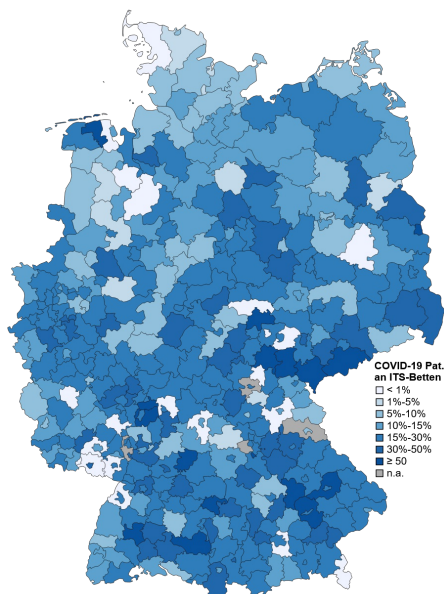 COVID-19 Pat.
an ITS-Betten
< 1%
1%-5%
5%-10%
10%-15%
15%-30%
30%-50%
≥ 50
n.a.